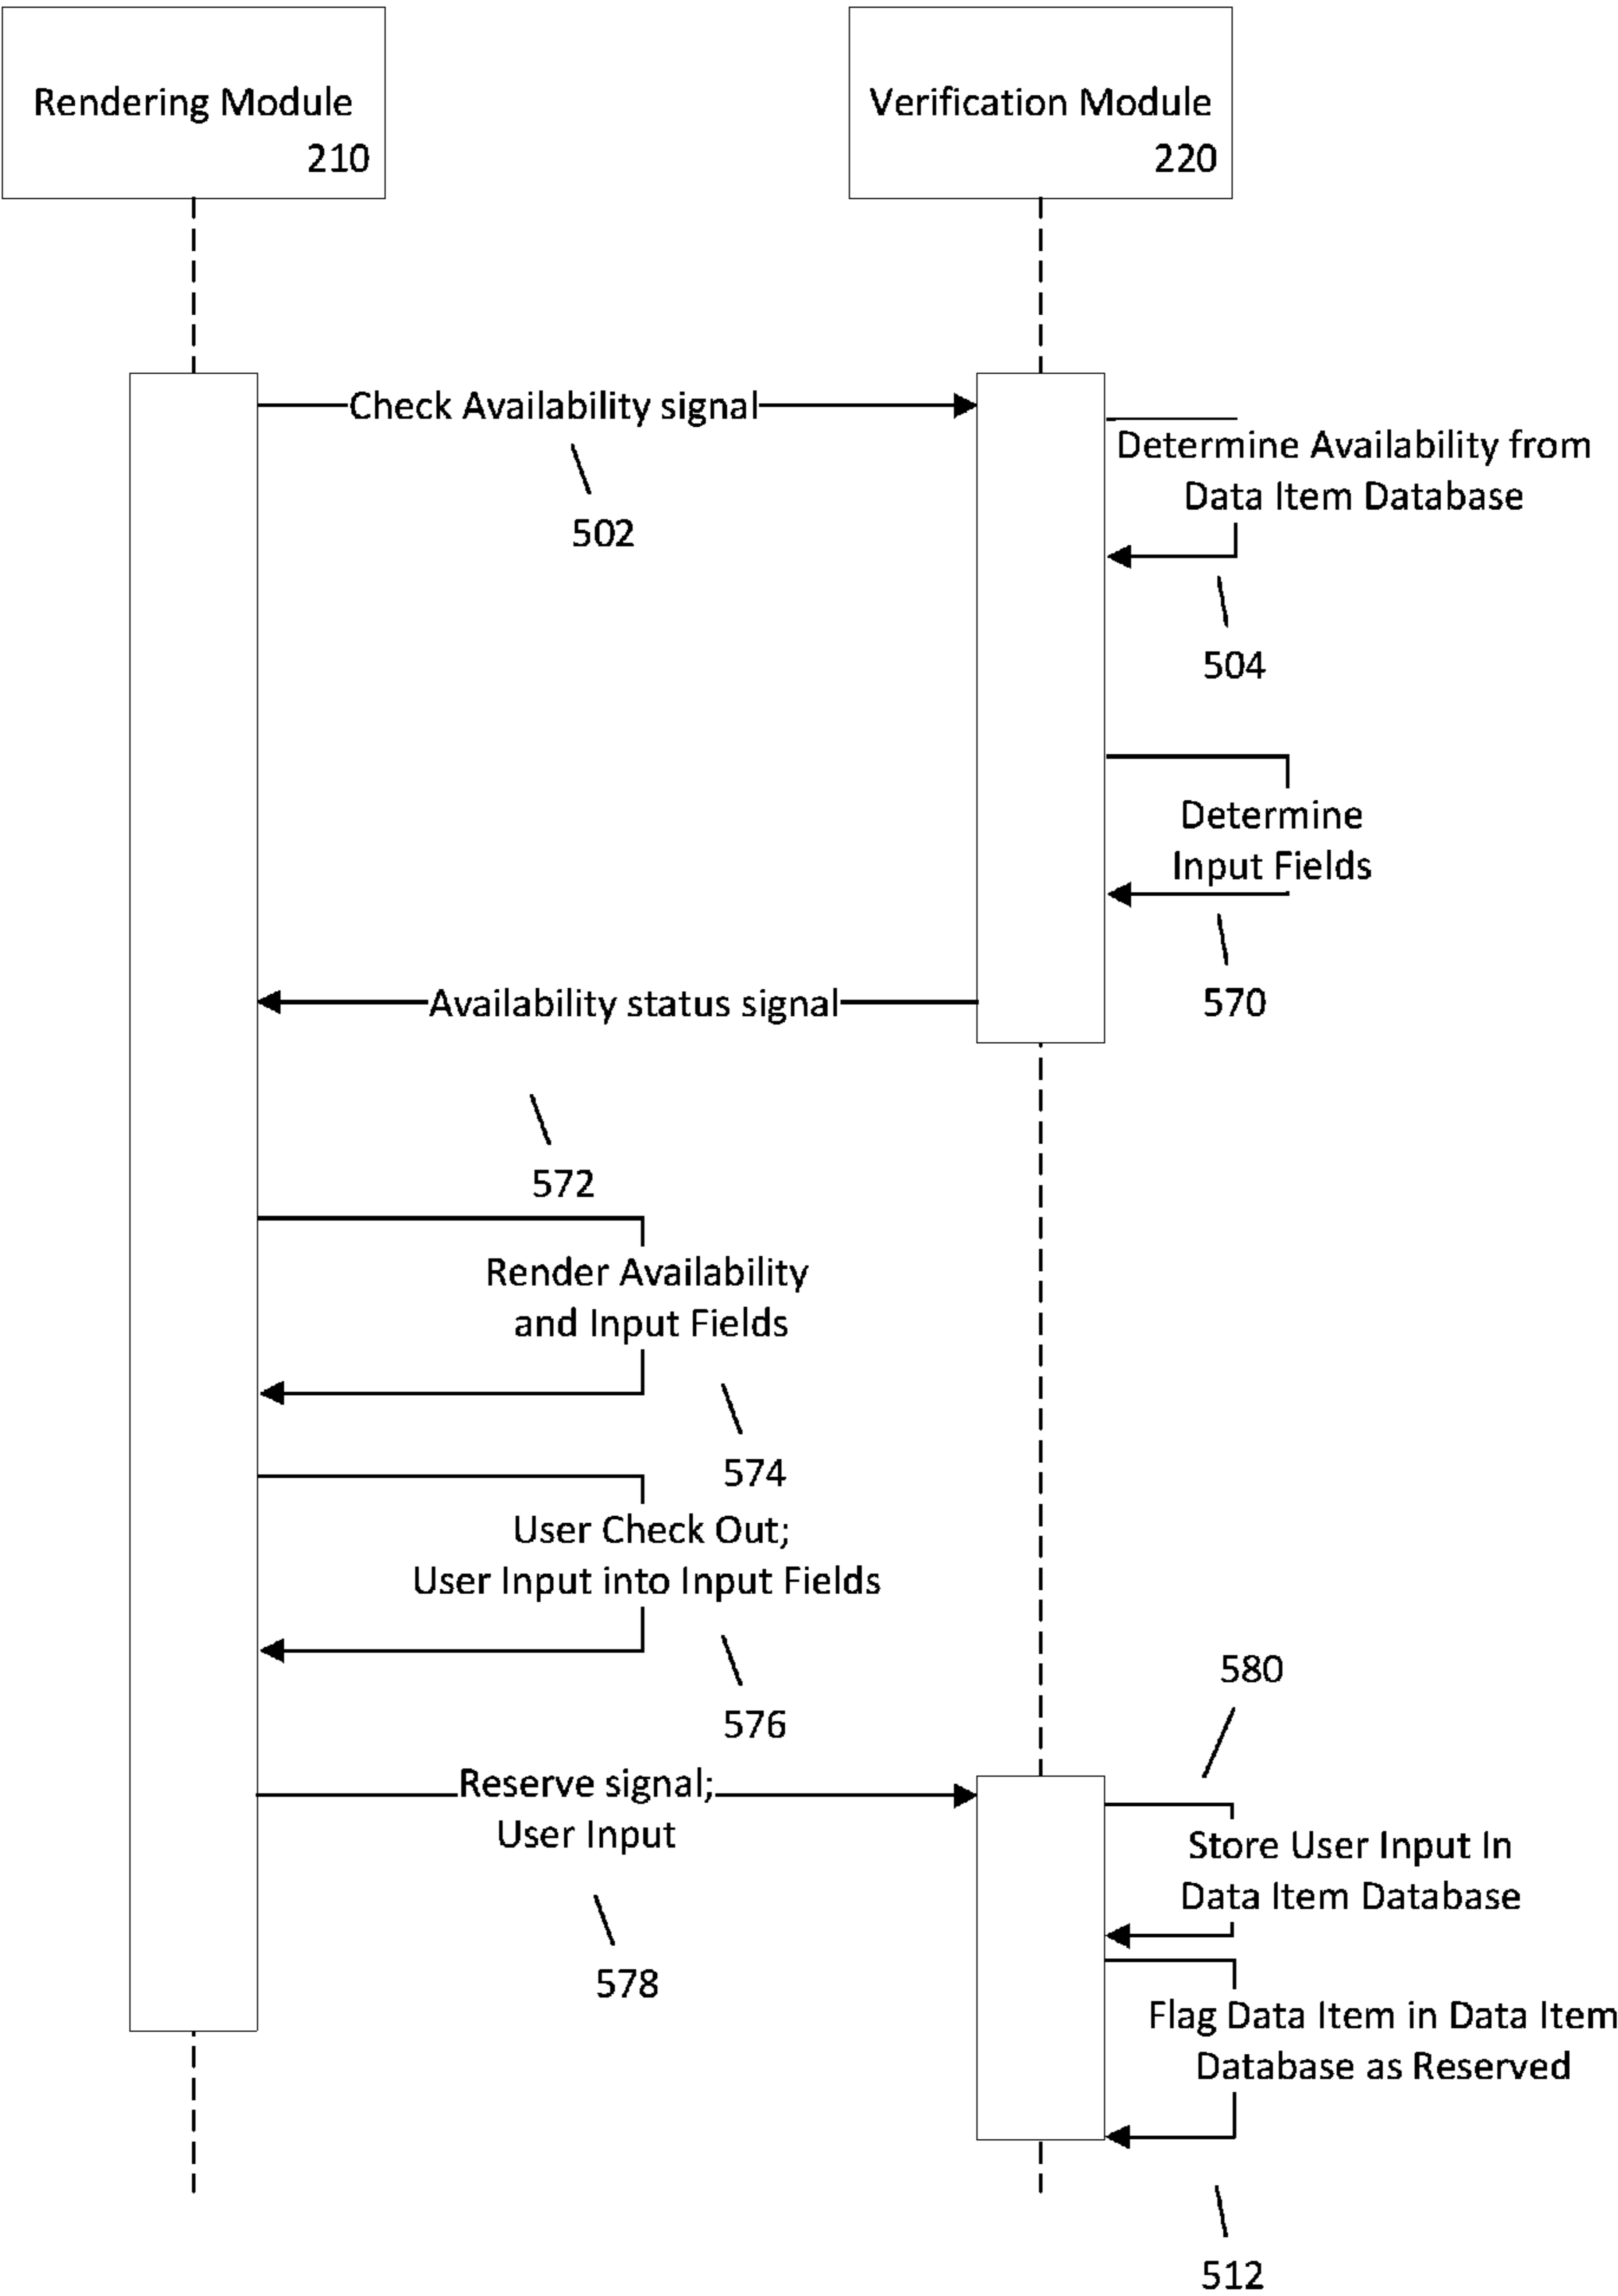 Rendering Module
210
Verification Module
220
Check Availability signal
502
Determine Availability from
Data Item Database
504
Determine
Input Fields
570
Availability status signal
572
Render Availability
and Input Fields
574
User Check Out;
User Input into Input Fields
576
Reserve signal;
User Input
578
580
Store User Input In
Data Item Database
Flag Data Item in Data Item
Database as Reserved
512